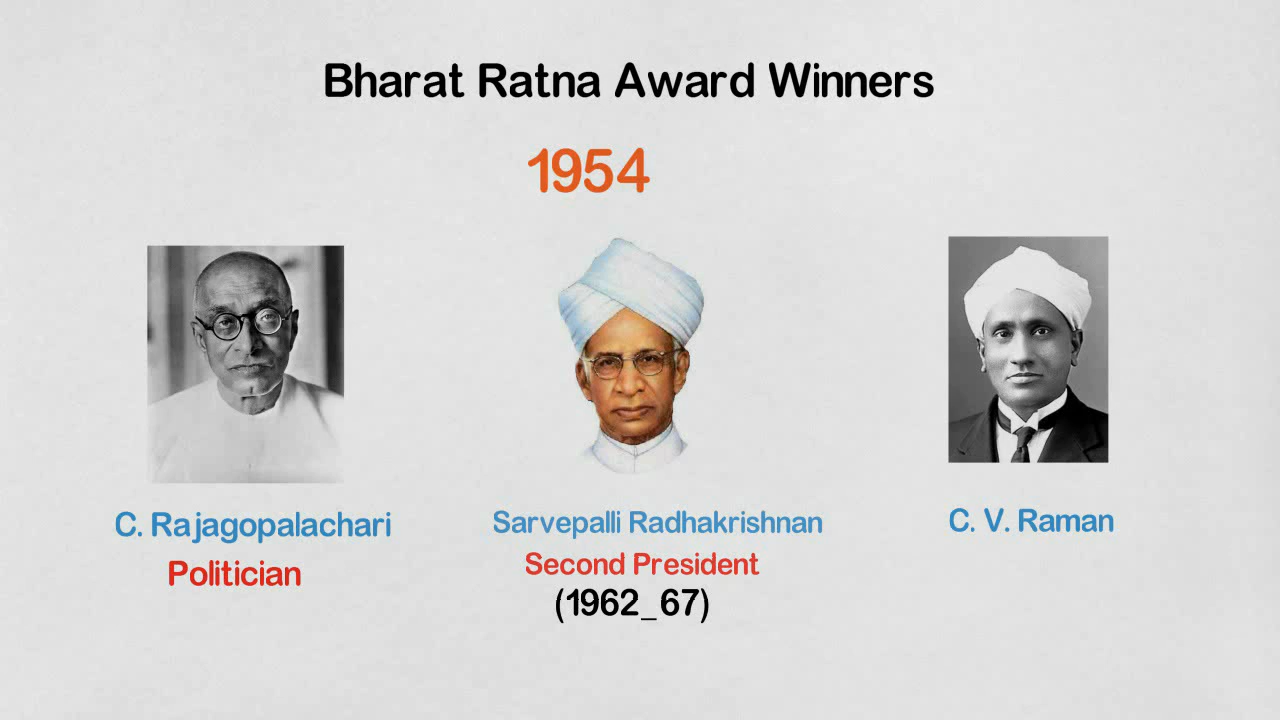 Bharat Ratna Award Winners
1954
C. Rajagopalachari
Politician
Sarvepalli Radhakrishnan
Second President
(1962_67)
C. V. Raman